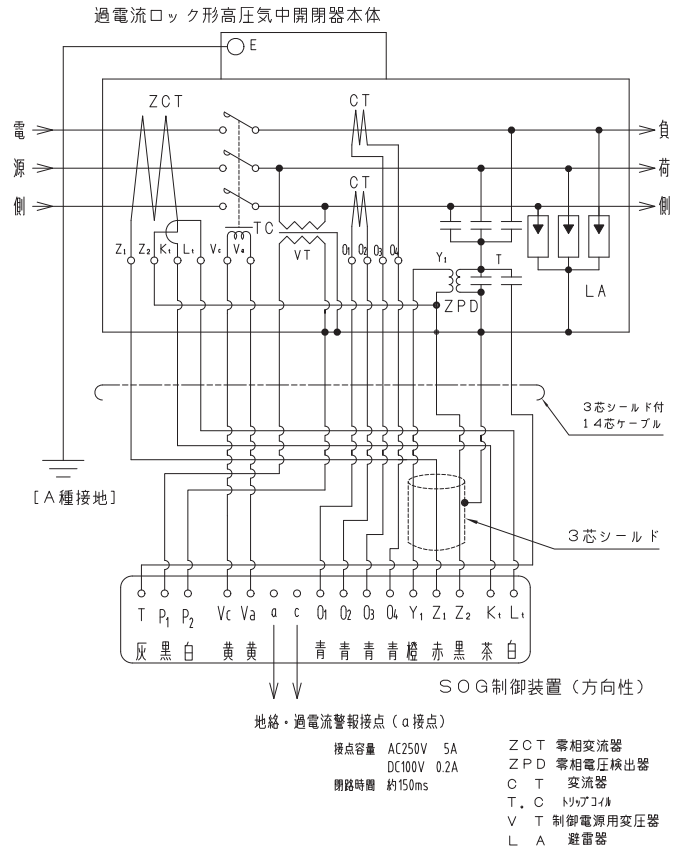 過電流ロック形高圧気中開閉器本体
E
ZCT
CT
電
源
側
負
荷
側
CT
TC
VT
Z1 Z2 Kt Lt Vc Va O1 O2 O3 O4
Y1 T
ZPD
LA
3芯シールド付
14芯ケーブル
[A種接地]
3芯シールド
T P1 P2 Vc Va a c O1 O2 O3 O4 Y1 Z1 Z2 Kt Lt
灰 黒 白 黄 黄 青 青 青 青 橙 赤 黒 茶 白
SOG制御装置(方向性)
地絡・過電流警報接点(a接点)
接点容量 AC250V 5A
DC100V 0.2A
閉路時間 約150ms
ZCT 零相変流器
ZPD 零相電圧検出器
C T 変流器
T.C トリップコイル
V T 制御電源用変圧器
L A 避雷器